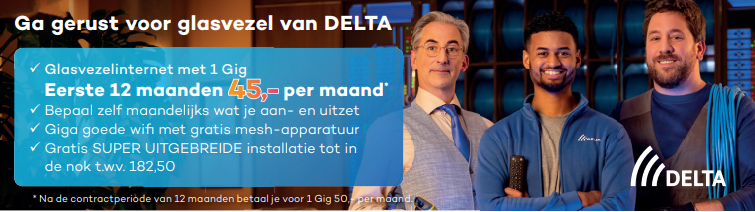 Ga gerust voor glasvezel van DELTA
✓ Glasvezelinternet met 1 Gig
Eerste 12 maanden 45,- per maand*
✓ Bepaal zelf maandelijks wat je aan- en uitzet
✓ Giga goede wifi met gratis mesh-apparatuur
✓ Gratis SUPER UITGEBREIDE installatie tot in
de nok t.w.v. 182,50
DELTA
* Na de contractperiode van 12 maanden betaal je voor 1 Gig 50,- per maand.